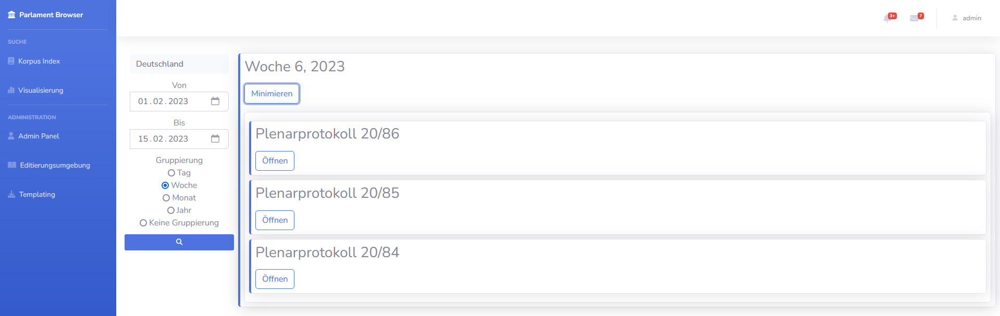 Parlament Browser
SUCHE
Korpus Index
Visualisierung
ADMINISTRATION
Admin Panel
Editierungsumgebung
Templating
3+
7
admin
Deutschland
Von
01.02.2023
Bis
15.02.2023
Gruppierung
Tag
Woche
Monat
Jahr
Keine Gruppierung
Woche 6, 2023
Minimieren
Plenarprotokoll 20/86
Öffnen
Plenarprotokoll 20/85
Öffnen
Plenarprotokoll 20/84
Öffnen